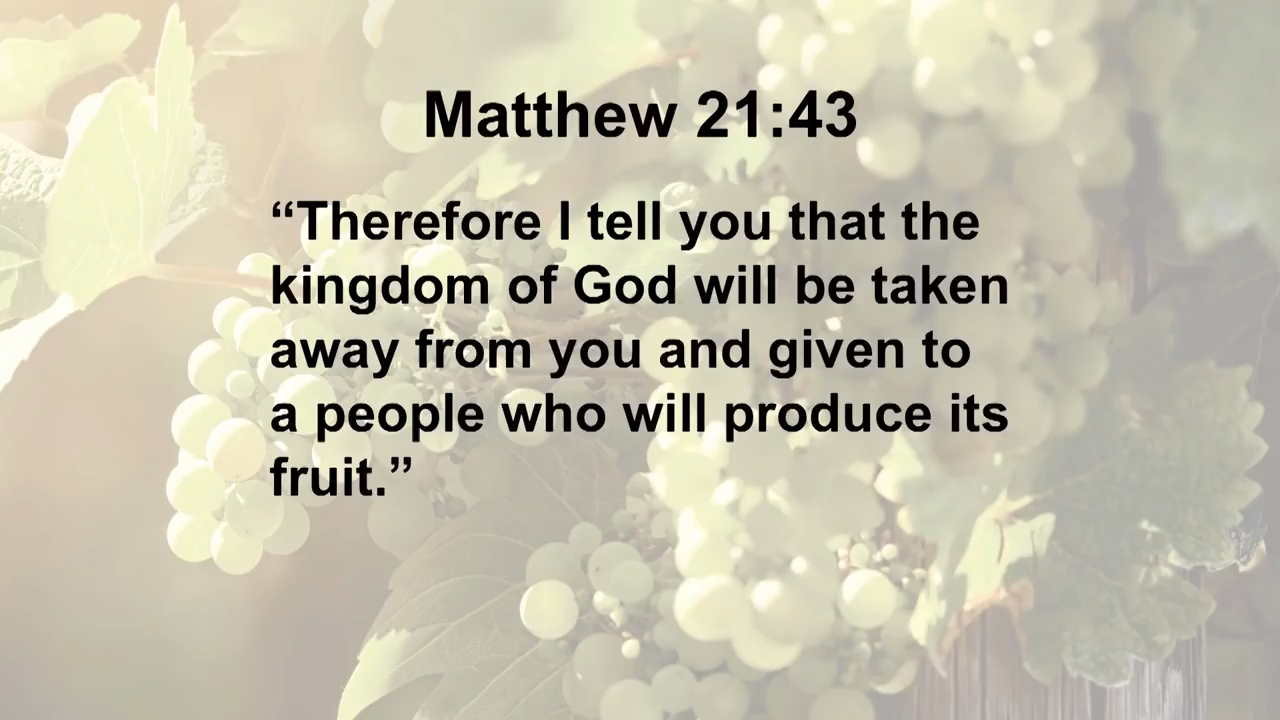 Matthew 21:43
“Therefore I tell you that the
kingdom of God will be taken
away from you and given to
a people who will produce its
fruit.”